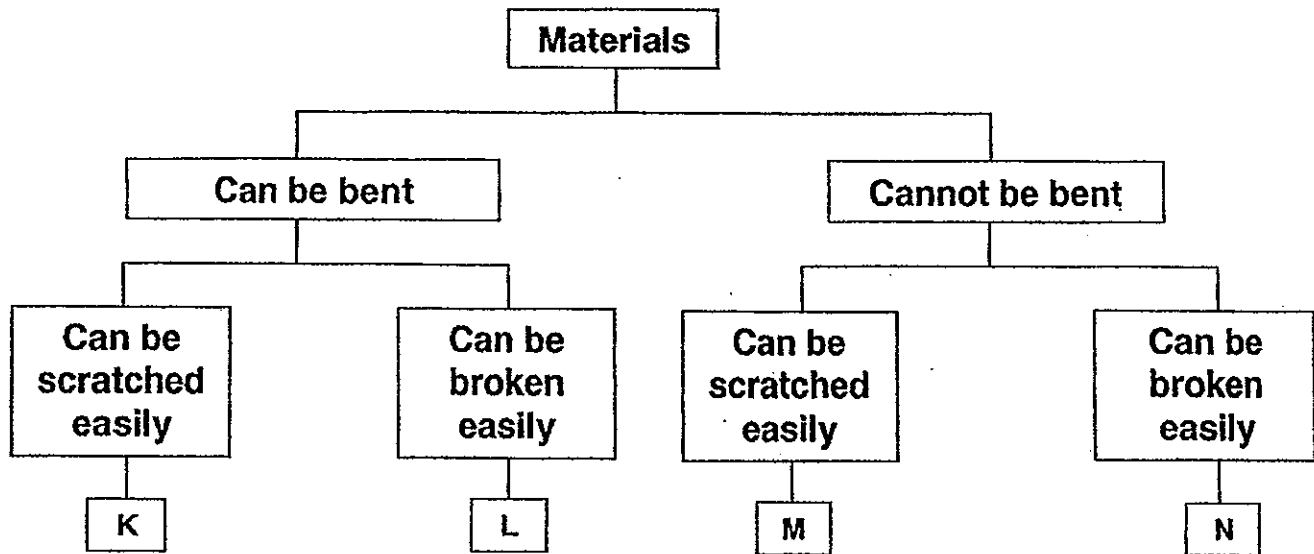 Materials
Can be bent
Cannot be bent
Can be
scratched
easily
Can be
broken
easily
Can be
scratched
easily
Can be
broken
easily
K
L
M
N